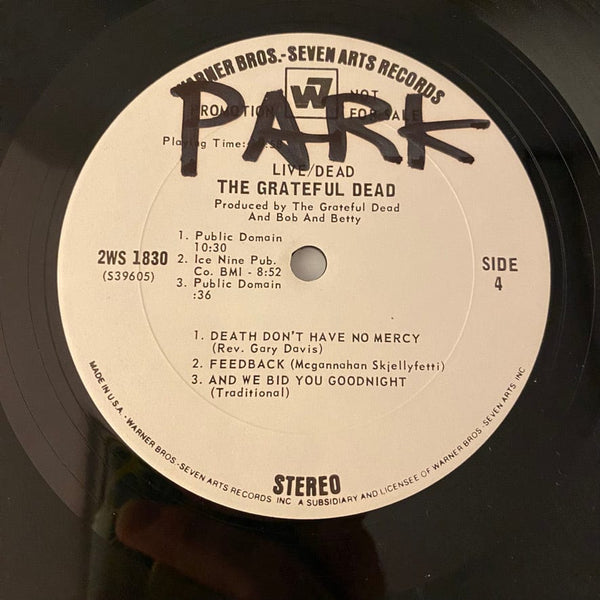 WARNER BROS.-SEVEN ARTS RECORDS
W7
PROMOTION NOT
FOR SALE
PARK
Playing Time:
LIVE/DEAD
THE GRATEFUL DEAD
Produced by The Grateful Dead
And Bob And Betty
1. Public Domain
10:30
2. Ice Nine Pub.
Co. BMI - 8:52
3. Public Domain
:36
2WS 1830
(S39605)
SIDE
4
1. DEATH DON'T HAVE NO MERCY
(Rev. Gary Davis)
2. FEEDBACK (Mcgannahan Skjellyfetti)
3. AND WE BID YOU GOODNIGHT
(Traditional)
STEREO
MADE IN U.S.A. • WARNER BROS.-SEVEN ARTS RECORDS INC. A SUBSIDIARY AND LICENSEE OF WARNER BROS.-SEVEN ARTS INC